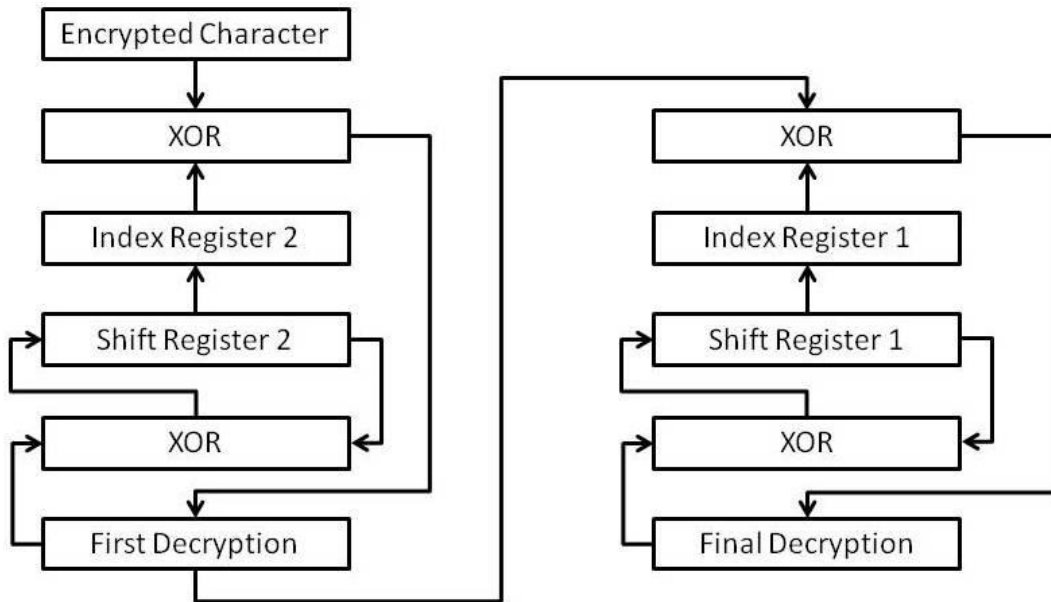 Encrypted Character
XOR
Index Register 2
Shift Register 2
XOR
First Decryption
XOR
Index Register 1
Shift Register 1
XOR
Final Decryption